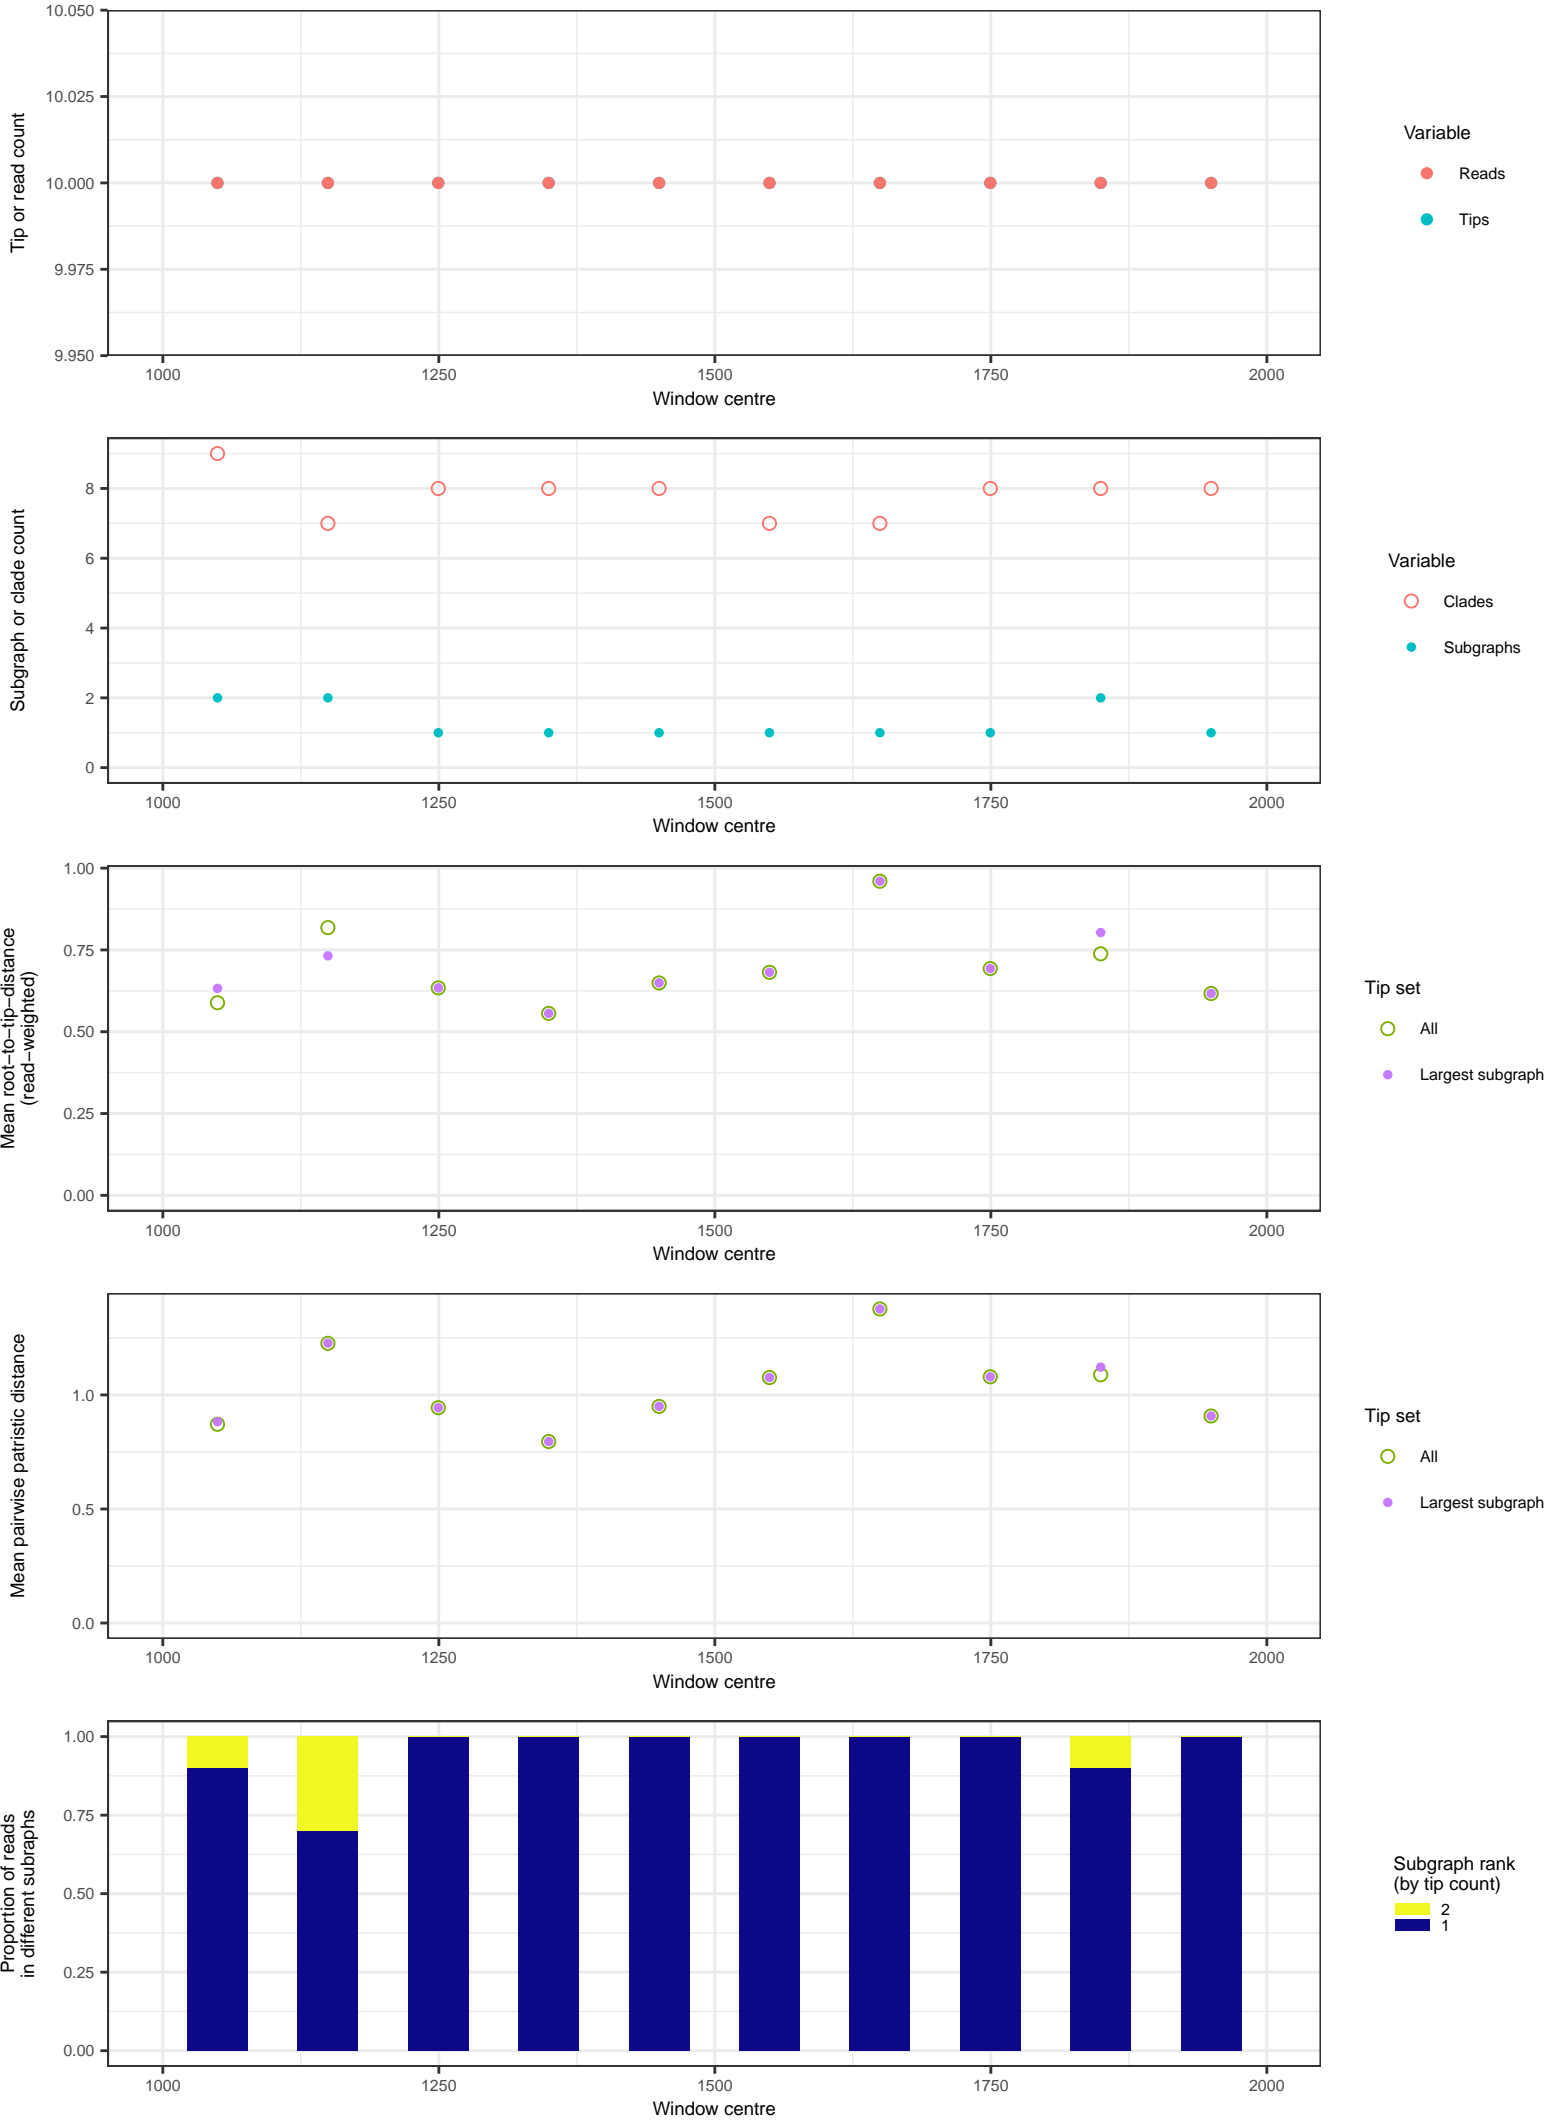 10.050
10.025
10.000
9.975
9.950
Tip or read count
1000 1250 1500 1750 2000
Window centre
Variable
Reads
Tips
8
6
4
2
0
Subgraph or clade count
1000 1250 1500 1750 2000
Window centre
Variable
Clades
Subgraphs
1.00
0.75
0.50
0.25
0.00
Mean root−to−tip−distance
(read−weighted)
1000 1250 1500 1750 2000
Window centre
Tip set
All
Largest subgraph
1.0
0.5
0.0
Mean pairwise patristic distance
1000 1250 1500 1750 2000
Window centre
Tip set
All
Largest subgraph
1.00
0.75
0.50
0.25
0.00
Proportion of reads
in different subraphs
1000 1250 1500 1750 2000
Window centre
Subgraph rank
(by tip count)
2
1